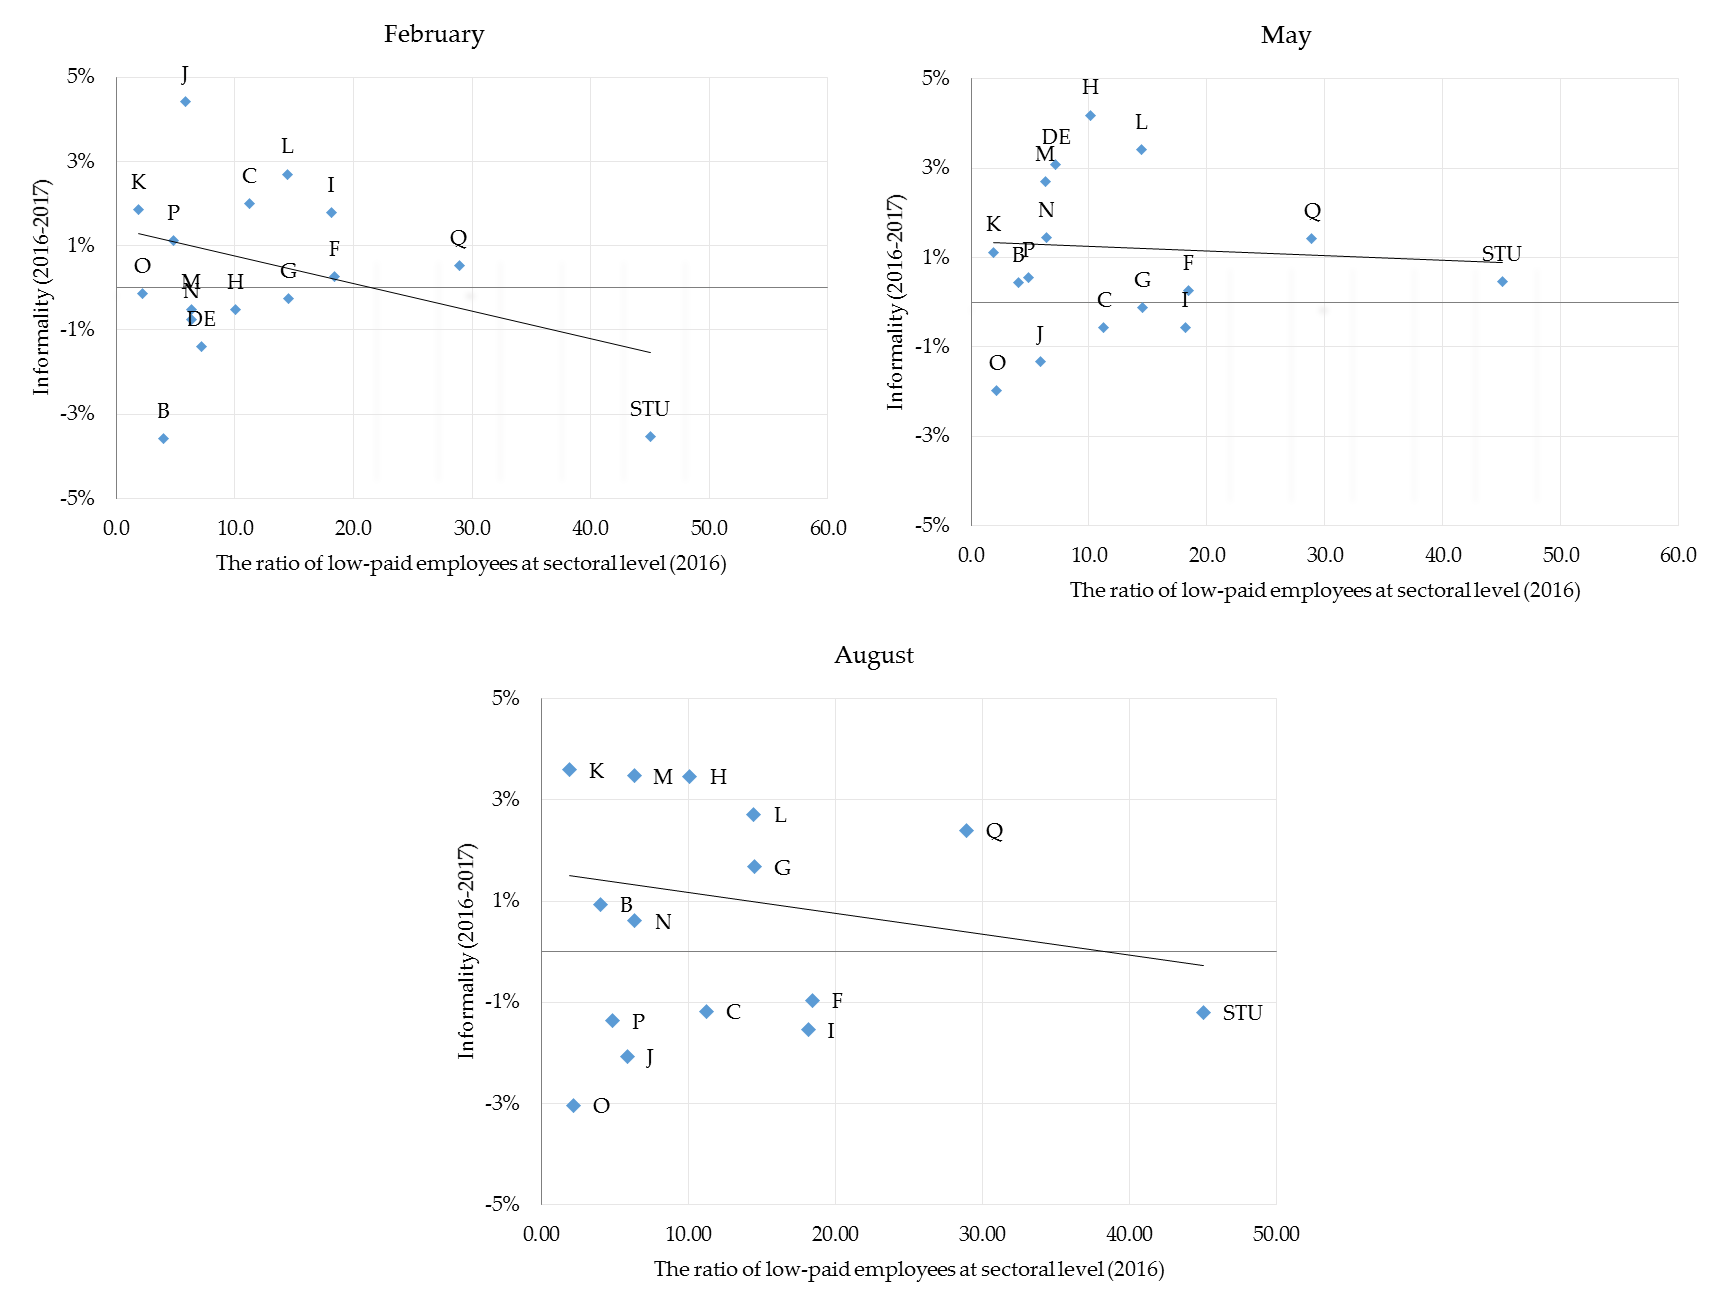 February
5%
3%
1%
-1%
-3%
-5%
Informality (2016-2017)
J
L
C
I
K
P
F
Q
O
G
M
H
N
DE
B
STU
0.0 10.0 20.0 30.0 40.0 50.0 60.0
The ratio of low-paid employees at sectoral level (2016)
May
5%
3%
1%
-1%
-3%
-5%
Informality (2016-2017)
H
L
DE
M
N
Q
K
P
B
STU
F
G
C
I
J
O
0.0 10.0 20.0 30.0 40.0 50.0 60.0
The ratio of low-paid employees at sectoral level (2016)
August
5%
3%
1%
-1%
-3%
-5%
Informality (2016-2017)
K
M
H
L
Q
G
B
N
F
C
STU
P
I
J
O
0.00 10.00 20.00 30.00 40.00 50.00
The ratio of low-paid employees at sectoral level (2016)